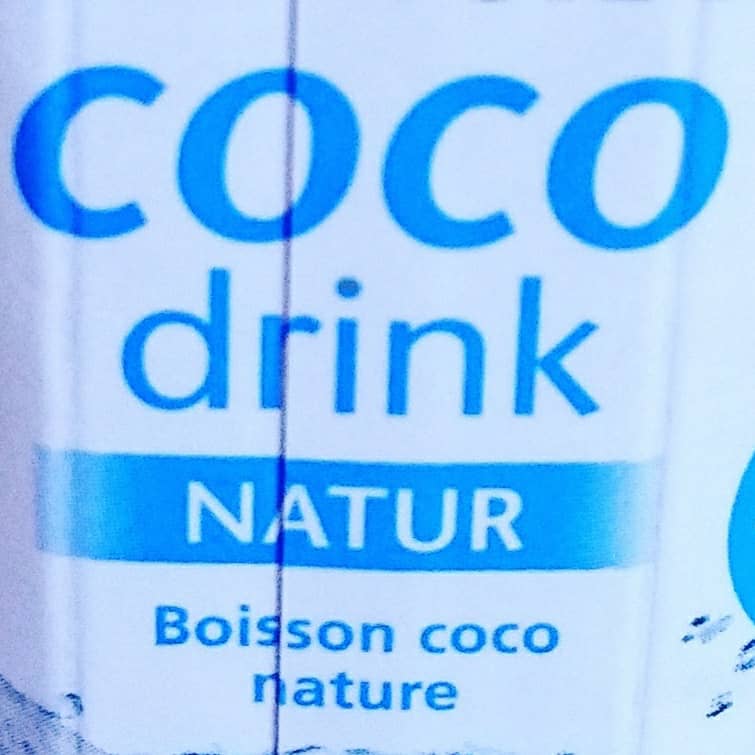 coco
drink
NATUR
Boisson coco
nature